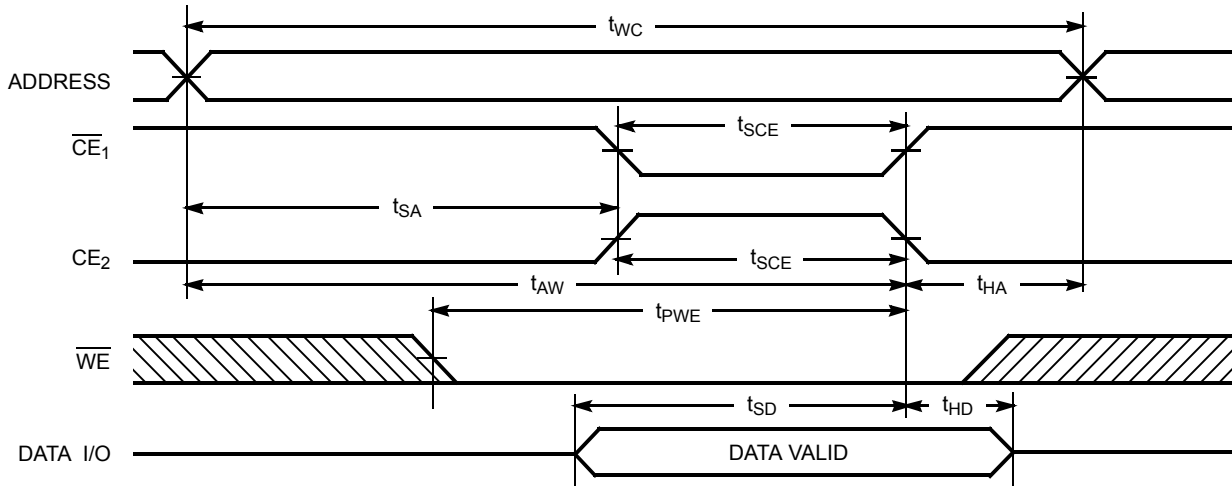 tWC
ADDRESS
CE1
tSCE
tSA
CE2
tSCE
tAW
tHA
tPWE
WE
tSD
tHD
DATA I/O
DATA VALID